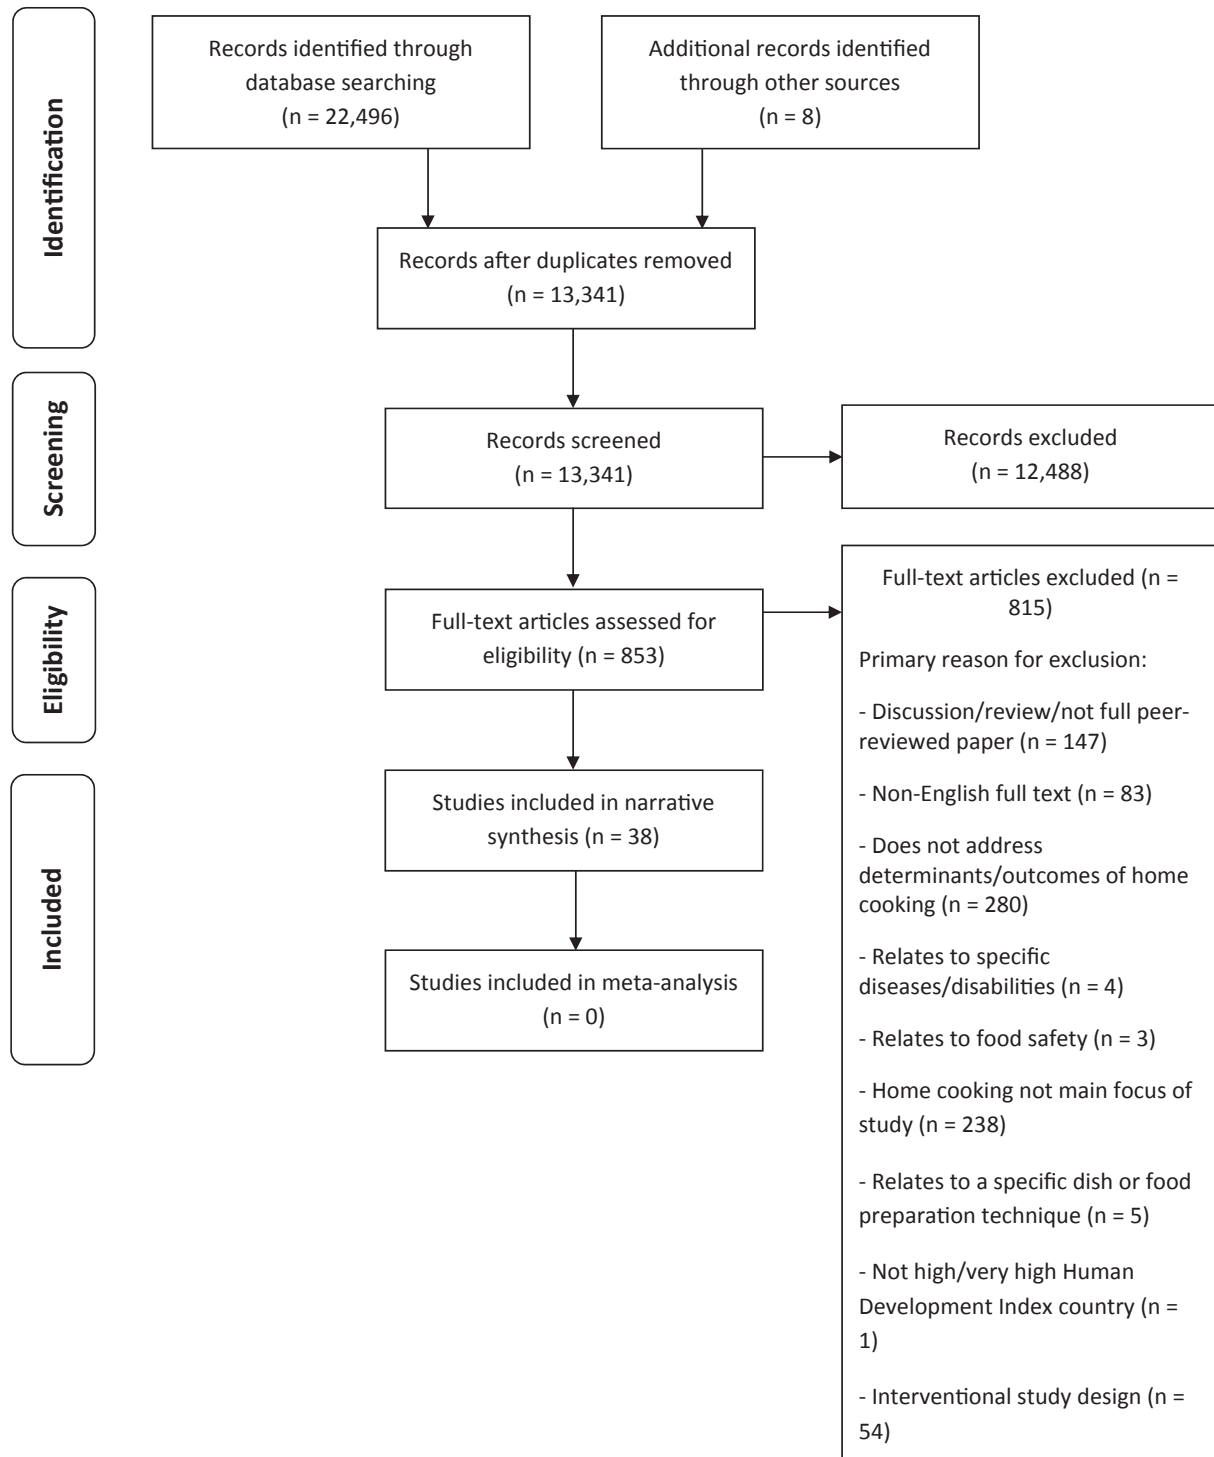 Identification
Records identified through
database searching
(n = 22,496)
Additional records identified
through other sources
(n = 8)
Records after duplicates removed
(n = 13,341)
Screening
Records screened
(n = 13,341)
Records excluded
(n = 12,488)
Eligibility
Full-text articles assessed for
eligibility (n = 853)
Full-text articles excluded (n =
815)
Primary reason for exclusion:
- Discussion/review/not full peer-
reviewed paper (n = 147)
- Non-English full text (n = 83)
- Does not address
determinants/outcomes of home
cooking (n = 280)
- Relates to specific
diseases/disabilities (n = 4)
- Relates to food safety (n = 3)
- Home cooking not main focus of
study (n = 238)
- Relates to a specific dish or food
preparation technique (n = 5)
- Not high/very high Human
Development Index country (n =
1)
- Interventional study design (n =
54)
Included
Studies included in narrative
synthesis (n = 38)
Studies included in meta-analysis
(n = 0)